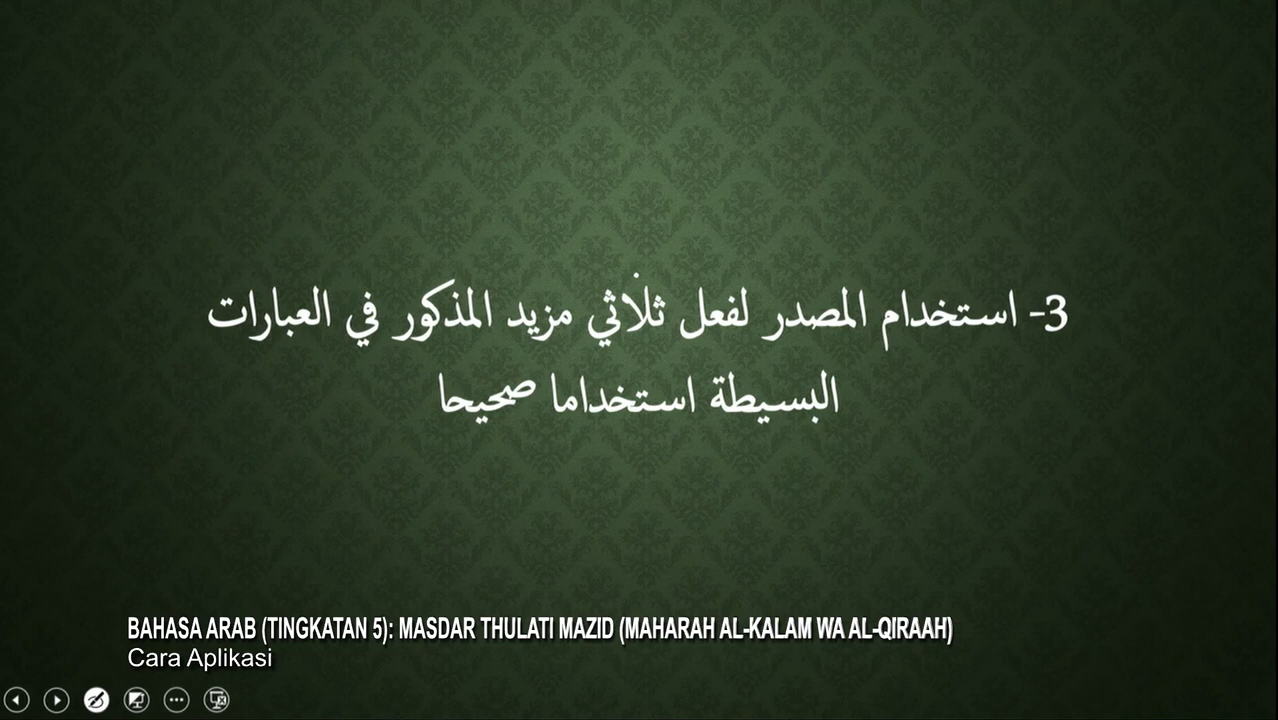 3- استخدام المصدر لفعل ثلاثي مزيد المذكور في العبارات
البسيطة استخداما صحيحا
BAHASA ARAB (TINGKATAN 5): MASDAR THULATI MAZID (MAHARAH AL-KALAM WA AL-QIRAAH)
Cara Aplikasi